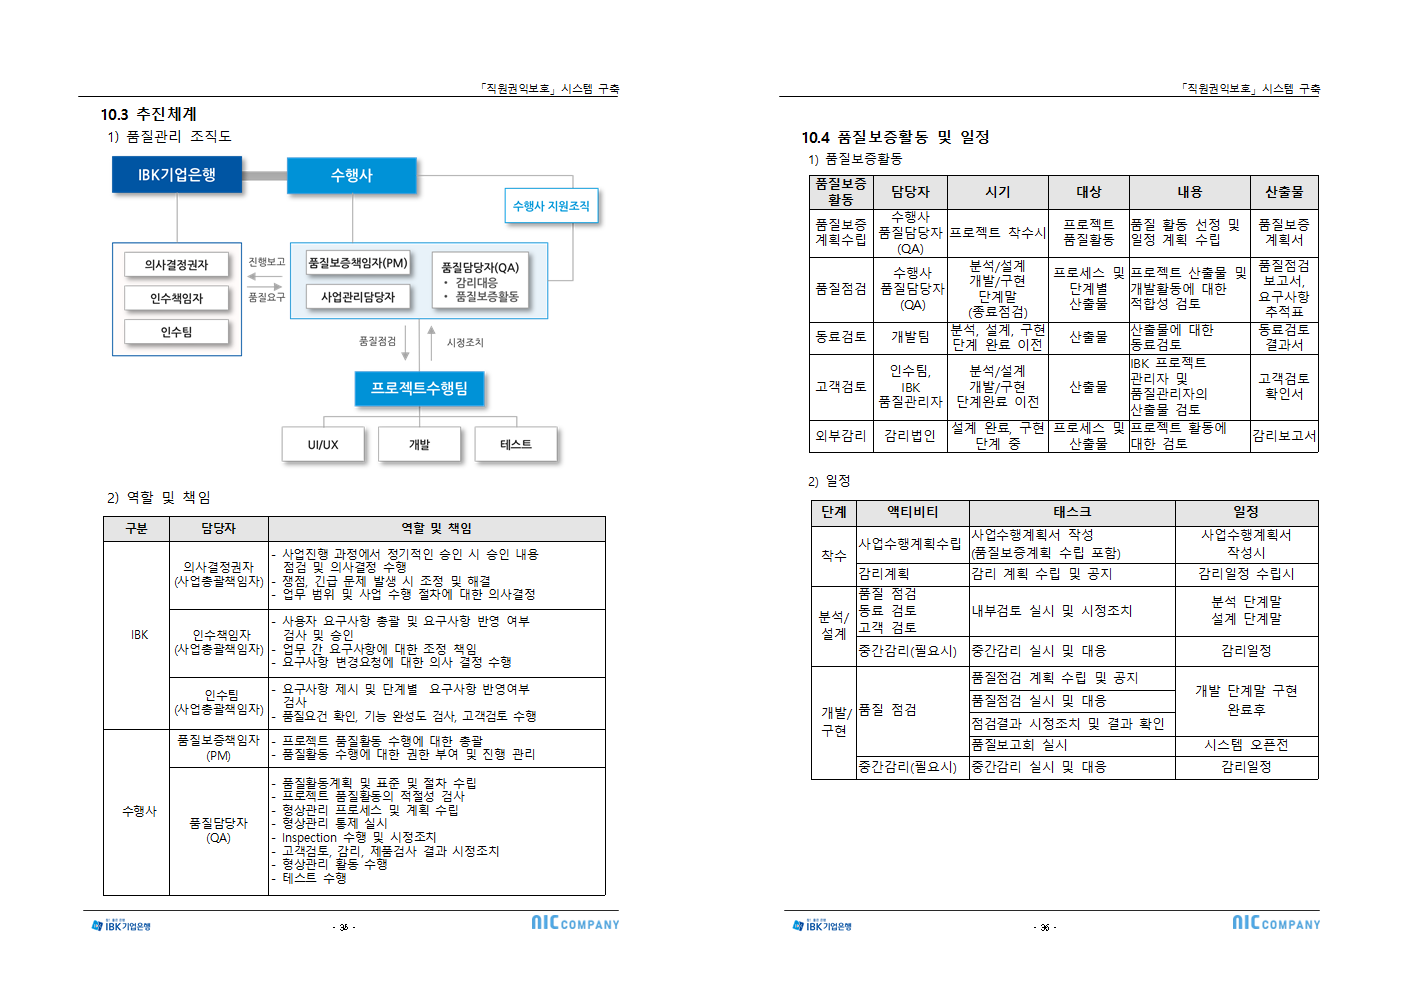 「직원권익보호」시스템 구축
10.3 추진체계
1) 품질관리 조직도
IBK기업은행
수행사
수행사 지원조직
의사결정권자
인수책임자
인수팀
진행보고
품질요구
품질보증책임자(PM)
사업관리담당자
품질담당자(QA)
• 감리대응
• 품질보증활동
품질점검
시정조치
프로젝트수행팀
UI/UX
개발
테스트
2) 역할 및 책임
구분 담당자 역할 및 책임
IBK
의사결정권자
(사업총괄책임자)
- 사업진행 과정에서 정기적인 승인 시 승인 내용
점검 및 의사결정 수행
- 쟁점, 긴급 문제 발생 시 조정 및 해결
- 업무 범위 및 사업 수행 절차에 대한 의사결정
인수책임자
(사업총괄책임자)
- 사용자 요구사항 총괄 및 요구사항 반영 여부
검사 및 승인
- 업무 간 요구사항에 대한 조정 책임
- 요구사항 변경요청에 대한 의사 결정 수행
인수팀
(사업총괄책임자)
- 요구사항 제시 및 단계별 요구사항 반영여부
검사
- 품질요건 확인, 기능 완성도 검사, 고객검토 수행
수행사
품질보증책임자
(PM)
- 프로젝트 품질활동 수행에 대한 총괄
- 품질활동 수행에 대한 권한 부여 및 진행 관리
품질담당자
(QA)
- 품질활동계획 및 표준 및 절차 수립
- 프로젝트 품질활동의 적절성 검사
- 형상관리 프로세스 및 계획 수립
- 형상관리 통제 실시
- Inspection 수행 및 시정조치
- 고객검토, 감리, 제품검사 결과 시정조치
- 형상관리 활동 수행
- 테스트 수행
IBK기업은행
- 35 -
NIC COMPANY
「직원권익보호」시스템 구축
10.4 품질보증활동 및 일정
1) 품질보증활동
품질보증
활동
담당자 시기 대상 내용 산출물
품질보증
계획수립
수행사
품질담당자
(QA)
프로젝트 착수시
프로젝트
품질활동
품질 활동 선정 및
일정 계획 수립
품질보증
계획서
품질점검
수행사
품질담당자
(QA)
분석/설계
개발/구현
단계말
(종료점검)
프로세스 및
단계별
산출물
프로젝트 산출물 및
개발활동에 대한
적합성 검토
품질점검
보고서,
요구사항
추적표
동료검토
개발팀
분석, 설계, 구현
단계 완료 이전
산출물
산출물에 대한
동료검토
동료검토
결과서
고객검토
인수팀,
IBK
품질관리자
분석/설계
개발/구현
단계완료 이전
산출물
IBK 프로젝트
관리자 및
품질관리자의
산출물 검토
고객검토
확인서
외부감리
감리법인
설계 완료, 구현
단계 중
프로세스 및
산출물
프로젝트 활동에
대한 검토
감리보고서
2) 일정
단계 액티비티 태스크 일정
착수
사업수행계획수립
사업수행계획서 작성
(품질보증계획 수립 포함)
사업수행계획서
작성시
감리계획 감리 계획 수립 및 공지 감리일정 수립시
분석/
설계
품질 점검
동료 검토
고객 검토
내부검토 실시 및 시정조치
분석 단계말
설계 단계말
중간감리(필요시) 중간감리 실시 및 대응 감리일정
개발/
구현
품질 점검
품질점검 계획 수립 및 공지
품질점검 실시 및 대응
점검결과 시정조치 및 결과 확인
개발 단계말 구현
완료후
품질보고회 실시 시스템 오픈전
중간감리(필요시) 중간감리 실시 및 대응 감리일정
IBK기업은행
- 36 -
NIC COMPANY